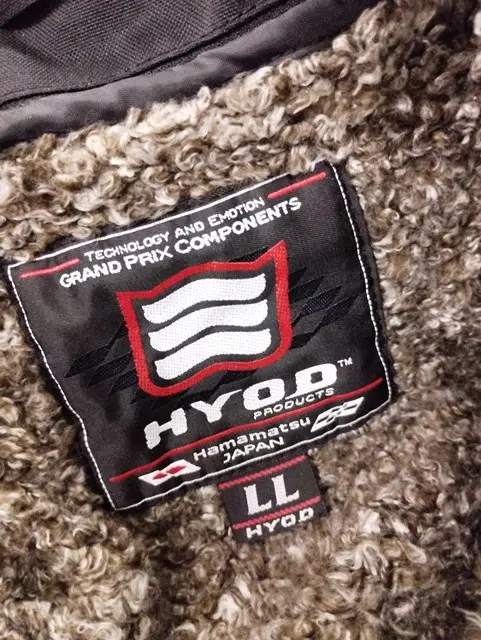 TECHNOLOGY AND EMOTION
GRAND PRIX COMPONENTS
HYOD™
PRODUCTS
Hamamatsu
JAPAN
LL
HYOD